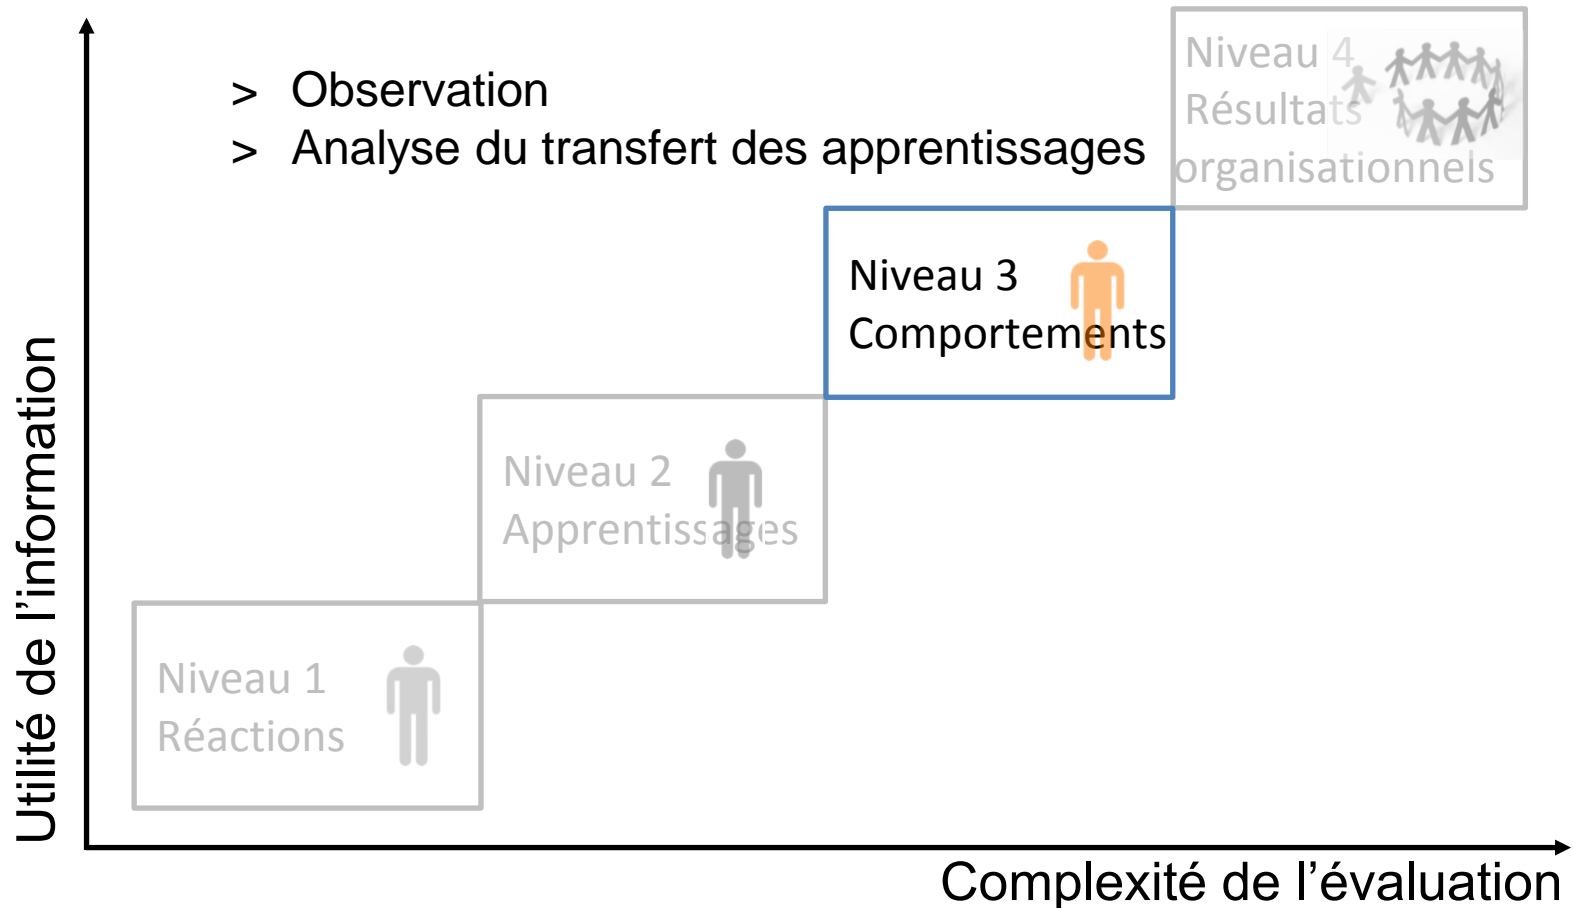 > Observation
> Analyse du transfert des apprentissages
Niveau 4
Résultats
organisationnels
Niveau 3
Comportements
Niveau 2
Apprentissages
Niveau 1
Réactions
Utilité de l’information
Complexité de l’évaluation